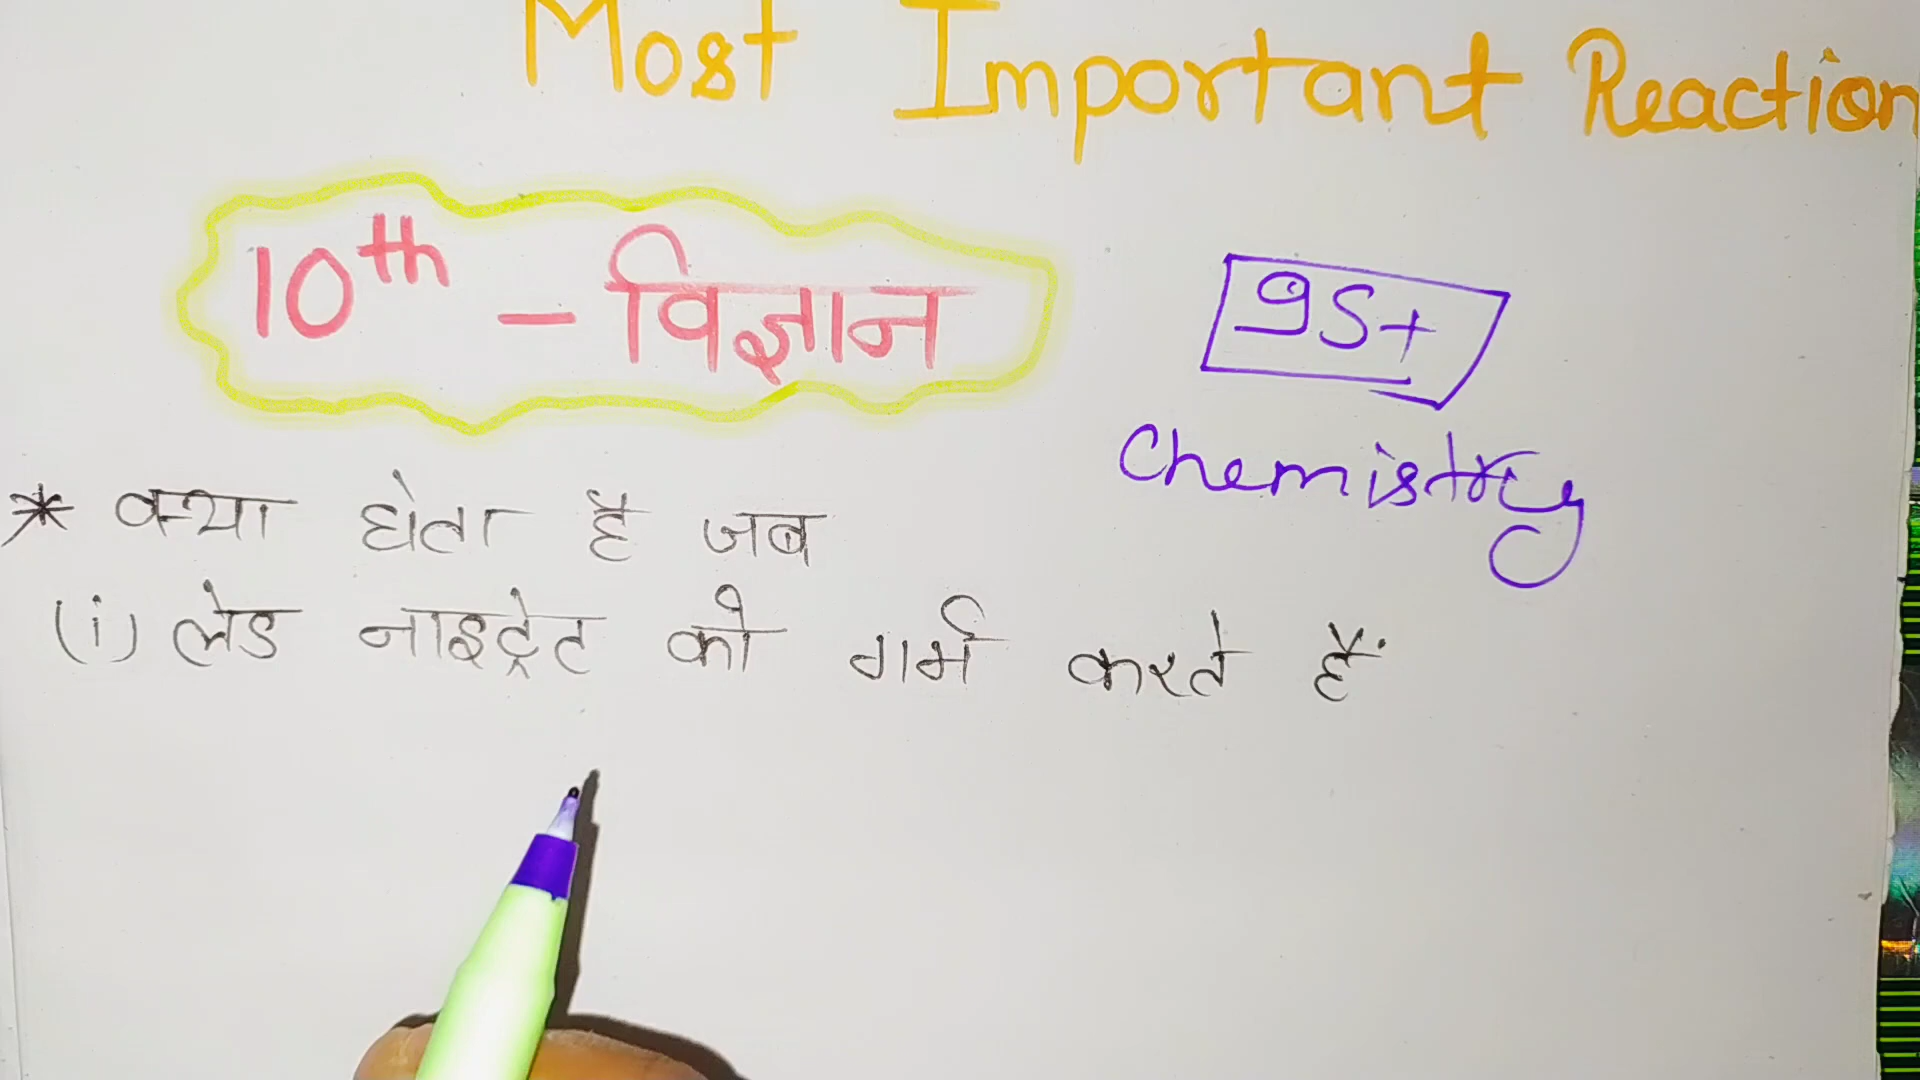 Most Important Reaction
10th - विज्ञान
95+
Chemistry
* क्या होता है जब
(i) लेड नाइट्रेट को गर्म करते हैं